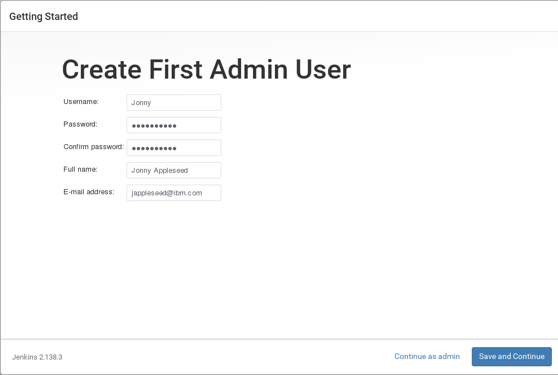 Getting Started
Create First Admin User
Username: Jonny
Password: ●●●●●●●●●●
Confirm password: ●●●●●●●●●●
Full name: Jonny Appleseed
E-mail address: jappleseed@ibm.com
Jenkins 2.138.3 Continue as admin Save and Continue